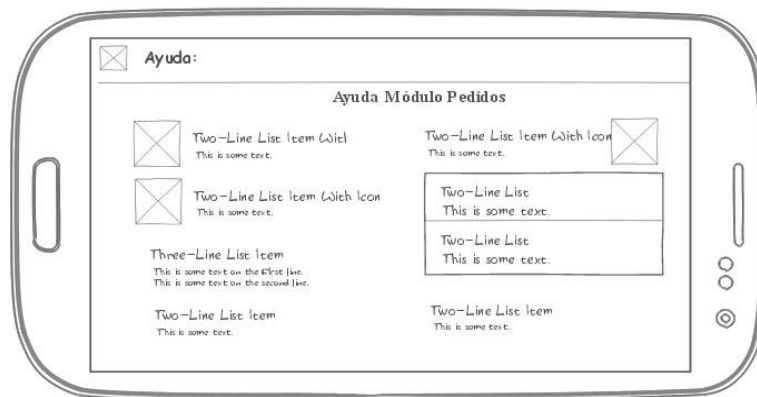 Ayuda:
Ayuda Módulo Pedidos
Two-Line List Item With
This is some text.
Two-Line List Item With Icon
This is some text.
Three-Line List Item
This is some text on the first line.
This is some text on the second line.
Two-Line List Item
This is some text.
Two-Line List Item With Icon
This is some text.
Two-Line List
This is some text.
Two-Line List
This is some text.
Two-Line List Item
This is some text.